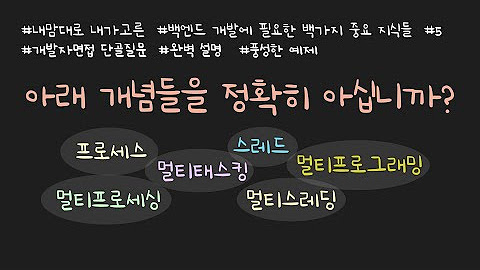 #내맘대로 내가고른 #백엔드 개발에 필요한 백가지 중요 지식들 #5
#개발자면접 단골질문 #완벽 설명 #풍성한 예제
아래 개념들을 정확히 아십니까?
프로세스
스레드
멀티태스킹
멀티프로그래밍
멀티프로세싱
멀티스레딩